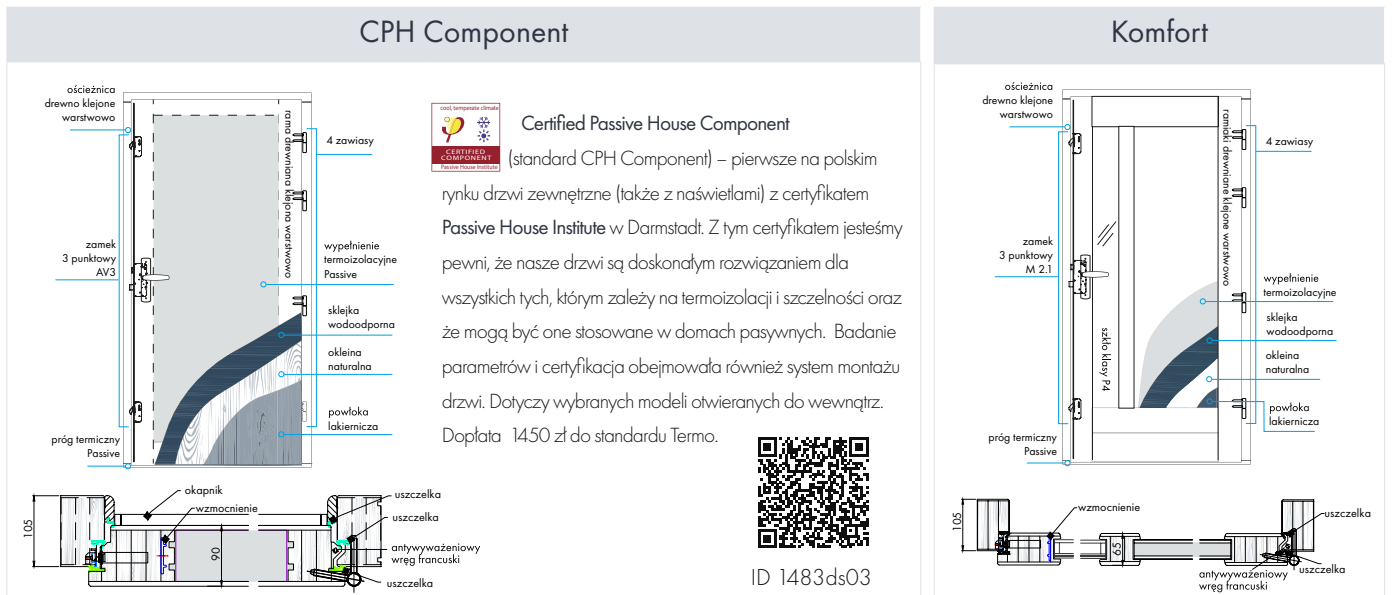 CPH Component
ościeżnica
drewno klejone
warstwowo
rama drewniana klejona warstwowo
4 zawiasy
zamek
3 punktowy
AV3
wypełnienie
termoizolacyjne
Passive
sklejka
wodoodporna
okleina
naturalna
powłoka
lakiernicza
próg termiczny
Passive
cool, temperate climate
CERTIFIED
COMPONENT
Passive House Institute
Certified Passive House Component
(standard CPH Component) – pierwsze na polskim
rynku drzwi zewnętrzne (także z naświetlami) z certyfikatem
Passive House Institute w Darmstadt. Z tym certyfikatem jesteśmy
pewni, że nasze drzwi są doskonałym rozwiązaniem dla
wszystkich tych, którym zależy na termoizolacji i szczelności oraz
że mogą być one stosowane w domach pasywnych. Badanie
parametrów i certyfikacja obejmowała również system montażu
drzwi. Dotyczy wybranych modeli otwieranych do wewnątrz.
Dopłata 1450 zł do standardu Termo.
ID 1483ds03
okapnik
wzmocnienie
uszczelka
uszczelka
antywyważeniowy
wręg francuski
uszczelka
105
90
Komfort
ościeżnica
drewno klejone
warstwowo
ramiaki drewniane klejone warstwowo
4 zawiasy
zamek
3 punktowy
M 2.1
szkło klasy P4
wypełnienie
termoizolacyjne
sklejka
wodoodporna
okleina
naturalna
powłoka
lakiernicza
próg termiczny
Passive
wzmocnienie
uszczelka
105
65
antywyważeniowy
wręg francuski
uszczelka